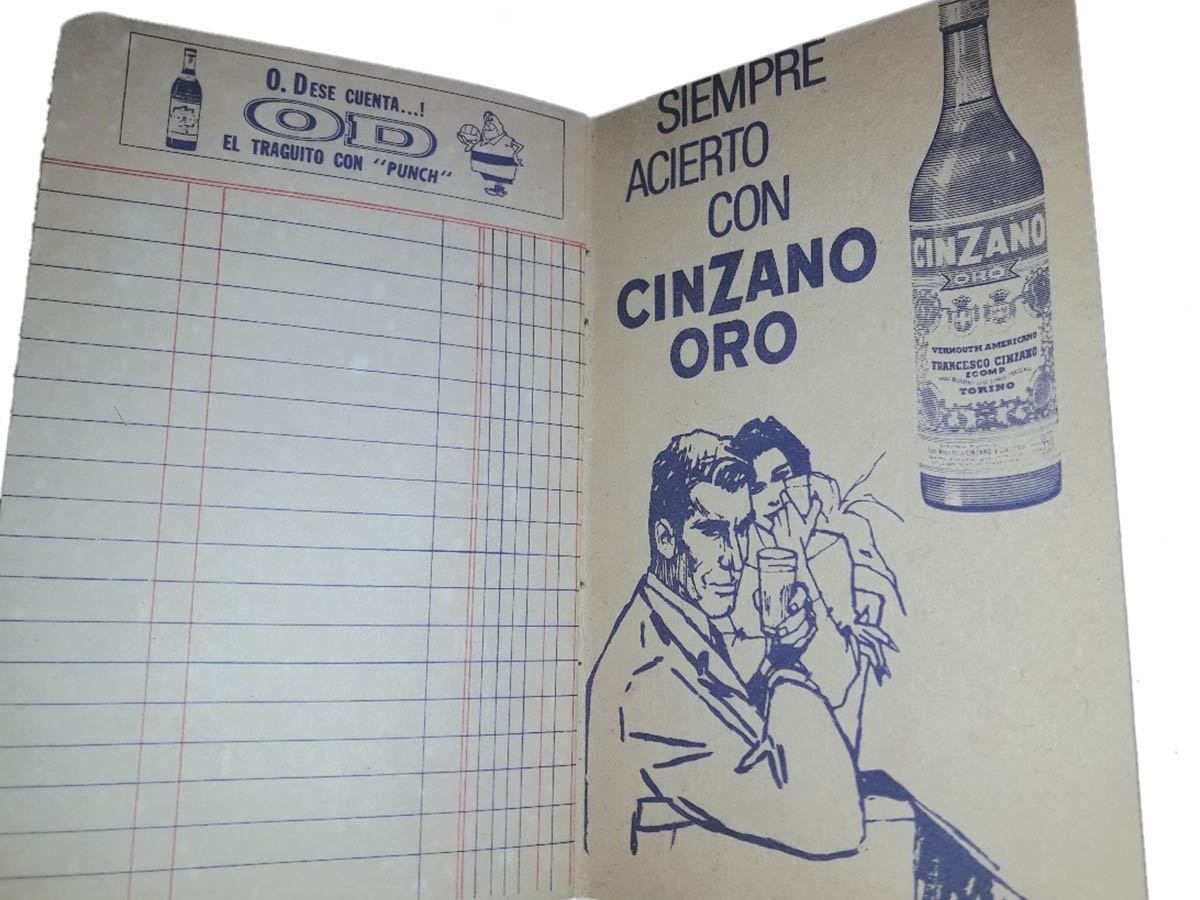 O. DESE CUENTA...!
OD
EL TRAGUITO CON "PUNCH"
SIEMPRE
ACIERTO
CON
CINZANO
ORO
CINZANO
ORO
VERMOUTH AMERICANO
FRANCESCO CINZANO
& COMP.
TORINO